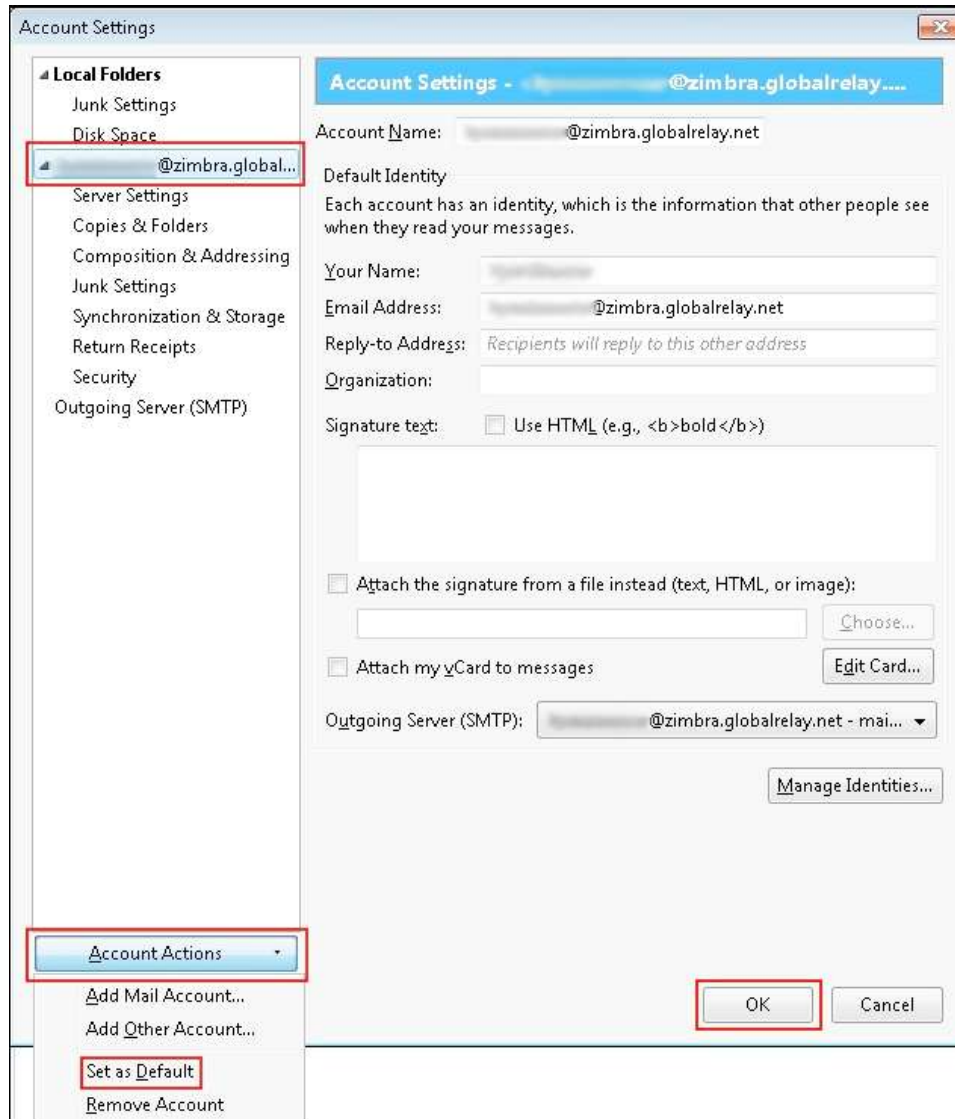 Account Settings
Local Folders
Junk Settings
Disk Space
@zimbra.global...
Server Settings
Copies & Folders
Composition & Addressing
Junk Settings
Synchronization & Storage
Return Receipts
Security
Outgoing Server (SMTP)
Account Settings - @zimbra.globalrelay....
Account Name: @zimbra.globalrelay.net
Default Identity
Each account has an identity, which is the information that other people see
when they read your messages.
Your Name:
Email Address: @zimbra.globalrelay.net
Reply-to Address: Recipients will reply to this other address
Organization:
Signature text: Use HTML (e.g., <b>bold</b>)
Attach the signature from a file instead (text, HTML, or image):
Choose...
Attach my vCard to messages Edit Card...
Outgoing Server (SMTP): @zimbra.globalrelay.net - mai...
Manage Identities...
Account Actions
Add Mail Account...
Add Other Account...
Set as Default
Remove Account
OK Cancel